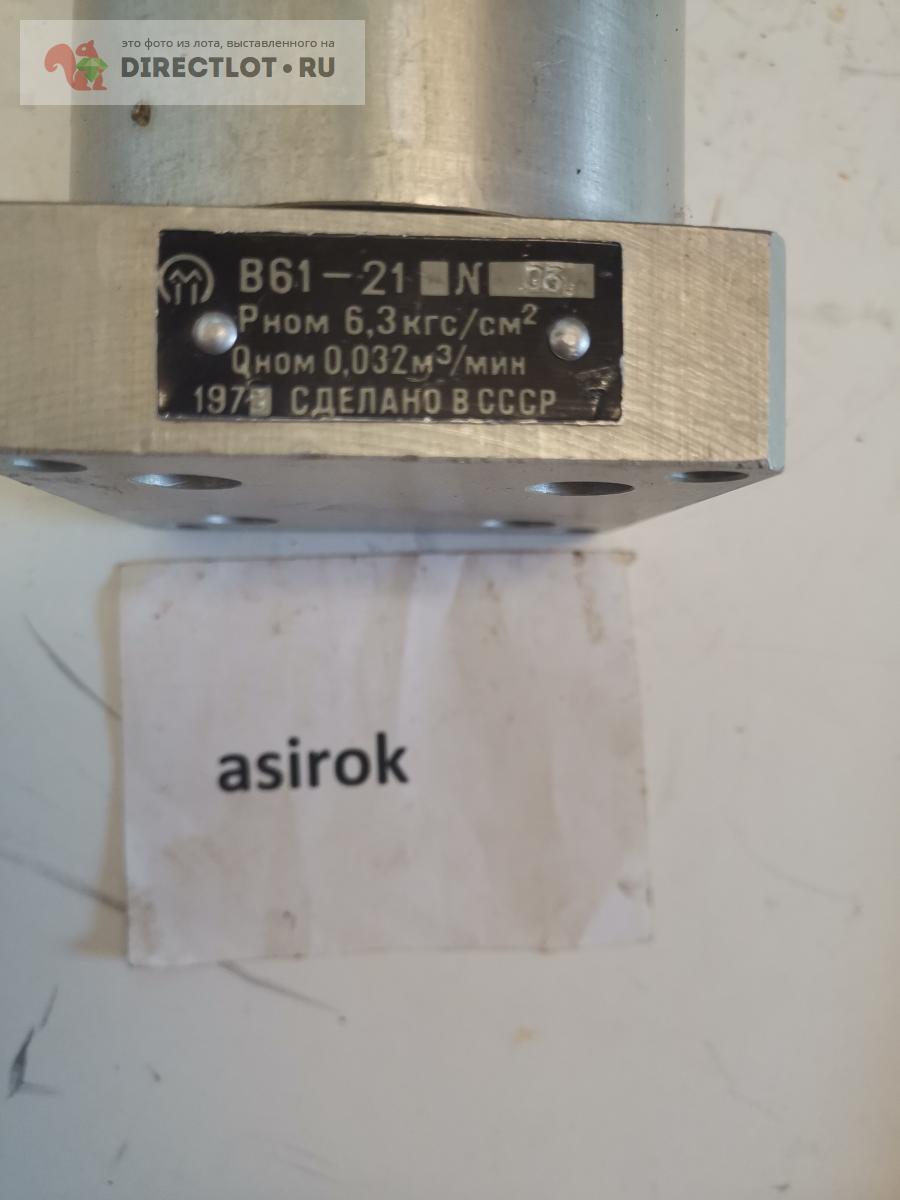 это фото из лота, выставленного на
DIRECTLOT.RU
В61-21 N
Рном 6,3кгс/см²
Qном 0,032м³/мин
СДЕЛАНО В СССР
asirok